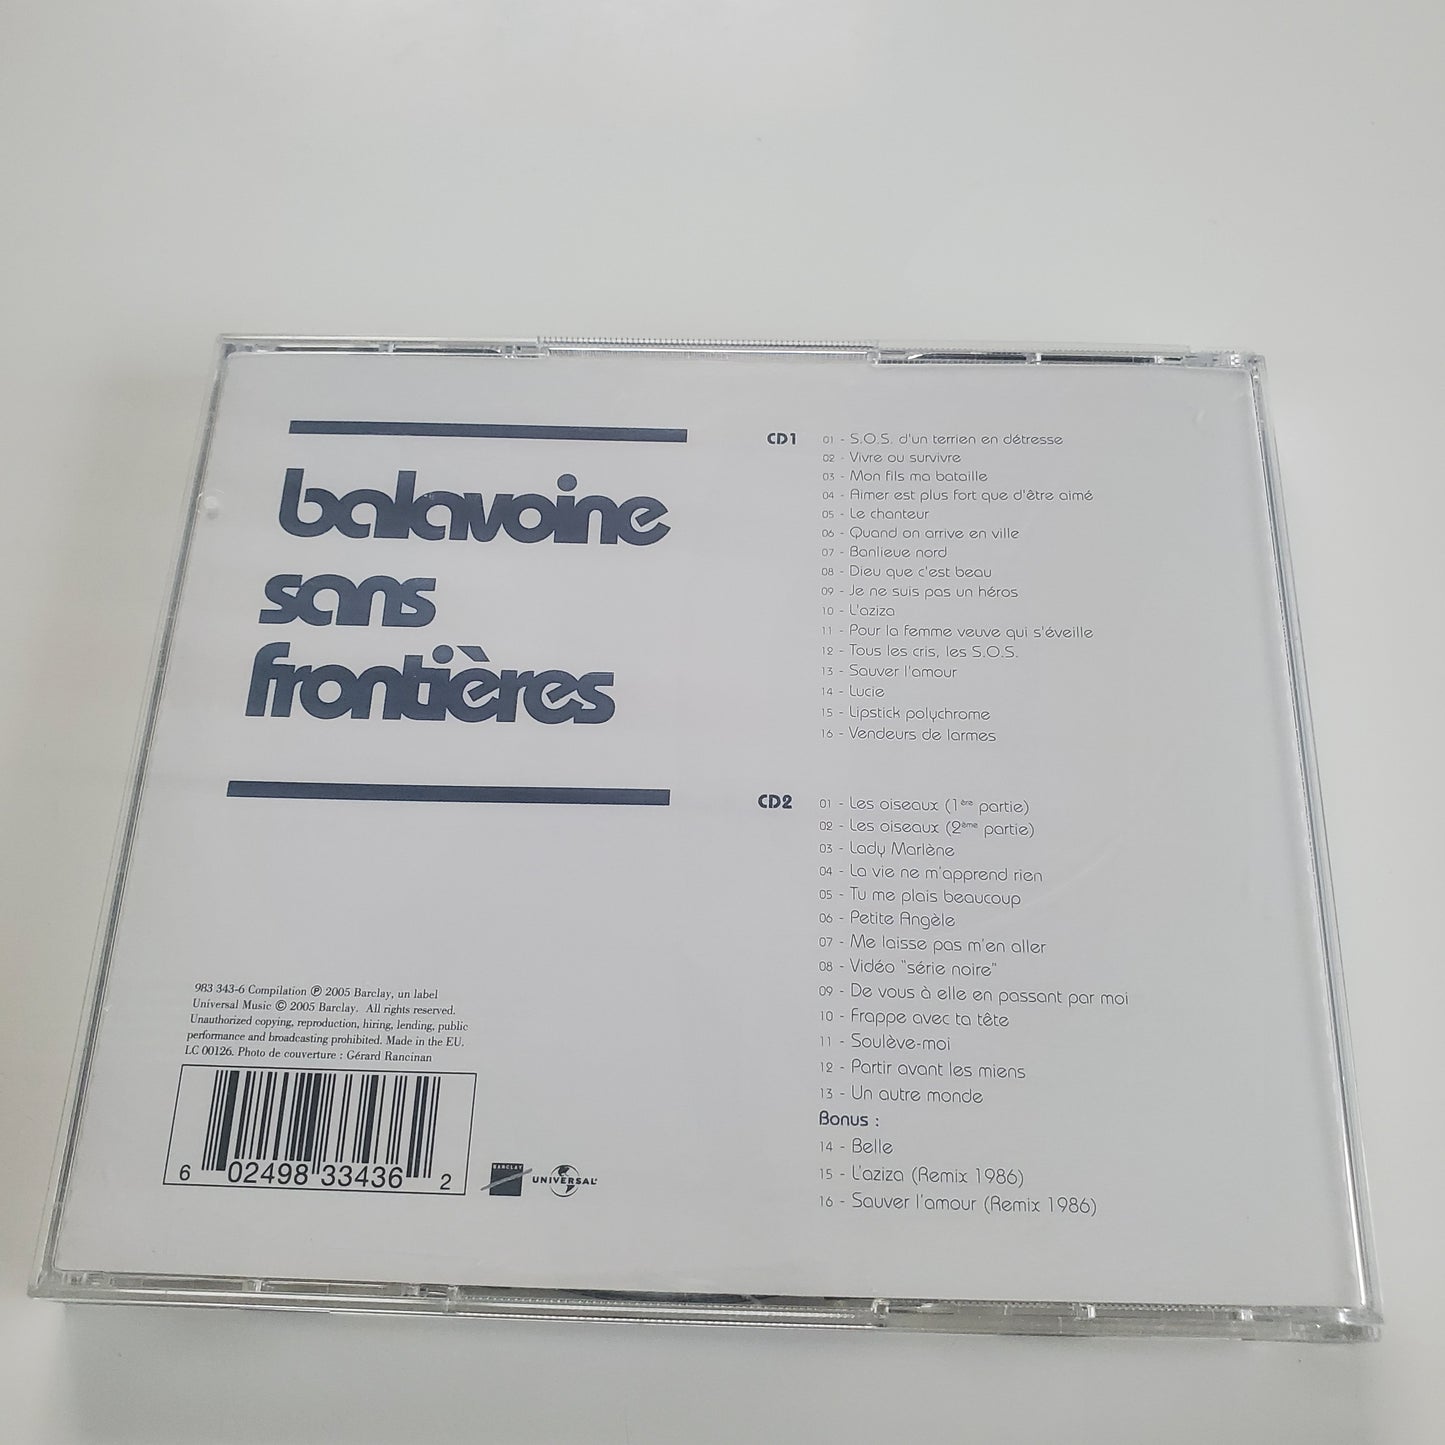 balavoine
sans
frontières
CD1
01 - S.O.S. d'un terrien en détresse
02 - Vivre ou survivre
03 - Mon fils ma bataille
04 - Aimer est plus fort que d'être aimé
05 - Le chanteur
06 - Quand on arrive en ville
07 - Banlieue nord
08 - Dieu que c'est beau
09 - Je ne suis pas un héros
10 - L'aziza
11 - Pour la femme veuve qui s'éveille
12 - Tous les cris, les S.O.S.
13 - Sauver l'amour
14 - Lucie
15 - Lipstick polychrome
16 - Vendeurs de larmes
CD2
01 - Les oiseaux (1ère partie)
02 - Les oiseaux (2ème partie)
03 - Lady Marlène
04 - La vie ne m'apprend rien
05 - Tu me plais beaucoup
06 - Petite Angèle
07 - Me laisse pas m'en aller
08 - Vidéo "série noire"
09 - De vous à elle en passant par moi
10 - Frappe avec ta tête
11 - Soulève-moi
12 - Partir avant les miens
13 - Un autre monde
Bonus :
14 - Belle
15 - L'aziza (Remix 1986)
16 - Sauver l'amour (Remix 1986)
983 343-6 Compilation ℗ 2005 Barclay, un label
Universal Music © 2005 Barclay. All rights reserved.
Unauthorized copying, reproduction, hiring, lending, public
performance and broadcasting prohibited. Made in the EU.
LC 00126. Photo de couverture : Gérard Rancinan
6 02498 33436 2
BARCLAY
UNIVERSAL